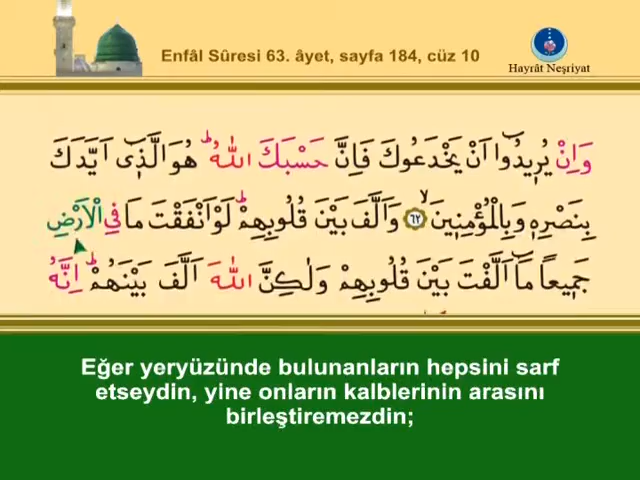 Enfâl Sûresi 63. âyet, sayfa 184, cüz 10
Hayrât Neşriyat
وَاِنْ يُرٖيدُٓوا اَنْ يَخْدَعُوكَ فَاِنَّ حَسْبَكَ اللّٰهُ ۜ هُوَ الَّذٖٓى اَيَّدَكَ
بِنَصْرِهٖ وَبِالْمُؤْمِنٖينَ ۙ ﴿٦٢﴾ وَاَلَّفَ بَيْنَ قُلُوبِهِمْ ۜ لَوْ اَنْفَقْتَ مَا فِى الْاَرْضِ
جَمٖيعًا مَٓا اَلَّفْتَ بَيْنَ قُلُوبِهِمْ وَلٰكِنَّ اللّٰهَ اَلَّفَ بَيْنَهُمْ ۜ اِنَّهُ
Eğer yeryüzünde bulunanların hepsini sarf
etseydin, yine onların kalblerinin arasını
birleştiremezdin;